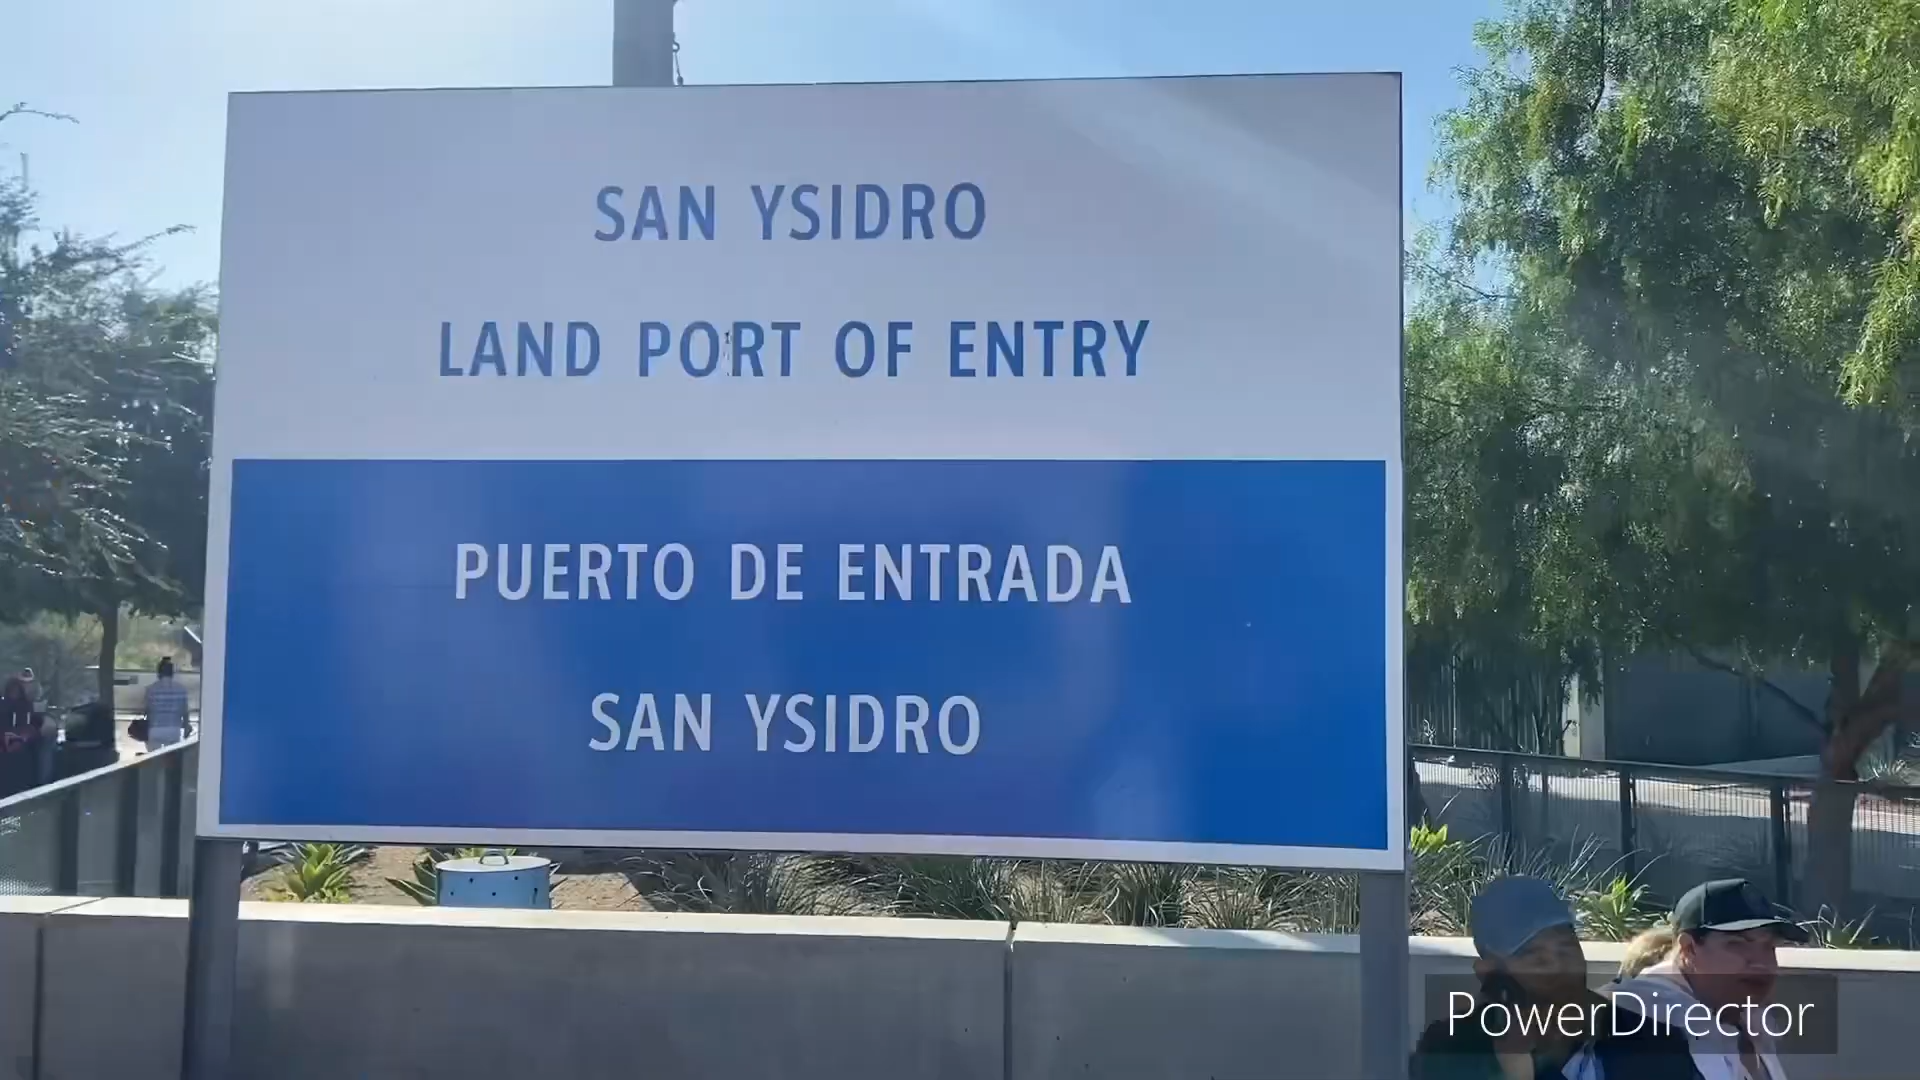 SAN YSIDRO
LAND PORT OF ENTRY
PUERTO DE ENTRADA
SAN YSIDRO
PowerDirector